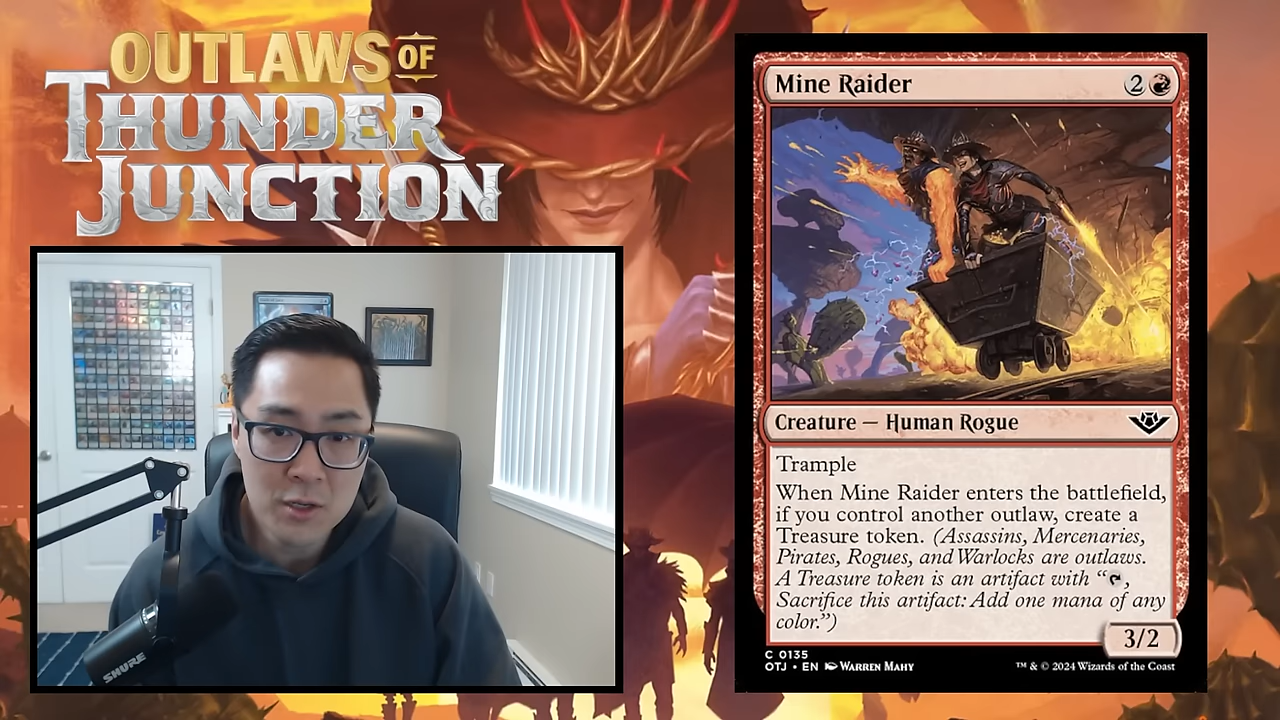 OUTLAWS OF
THUNDER
JUNCTION
Mine Raider
2
Creature — Human Rogue
Trample
When Mine Raider enters the battlefield,
if you control another outlaw, create a
Treasure token. (Assassins, Mercenaries,
Pirates, Rogues, and Warlocks are outlaws.
A Treasure token is an artifact with “,
Sacrifice this artifact: Add one mana of any
color.”)
3/2
C 0135
OTJ • EN WARREN MAHY
™ & © 2024 Wizards of the Coast
SHURE